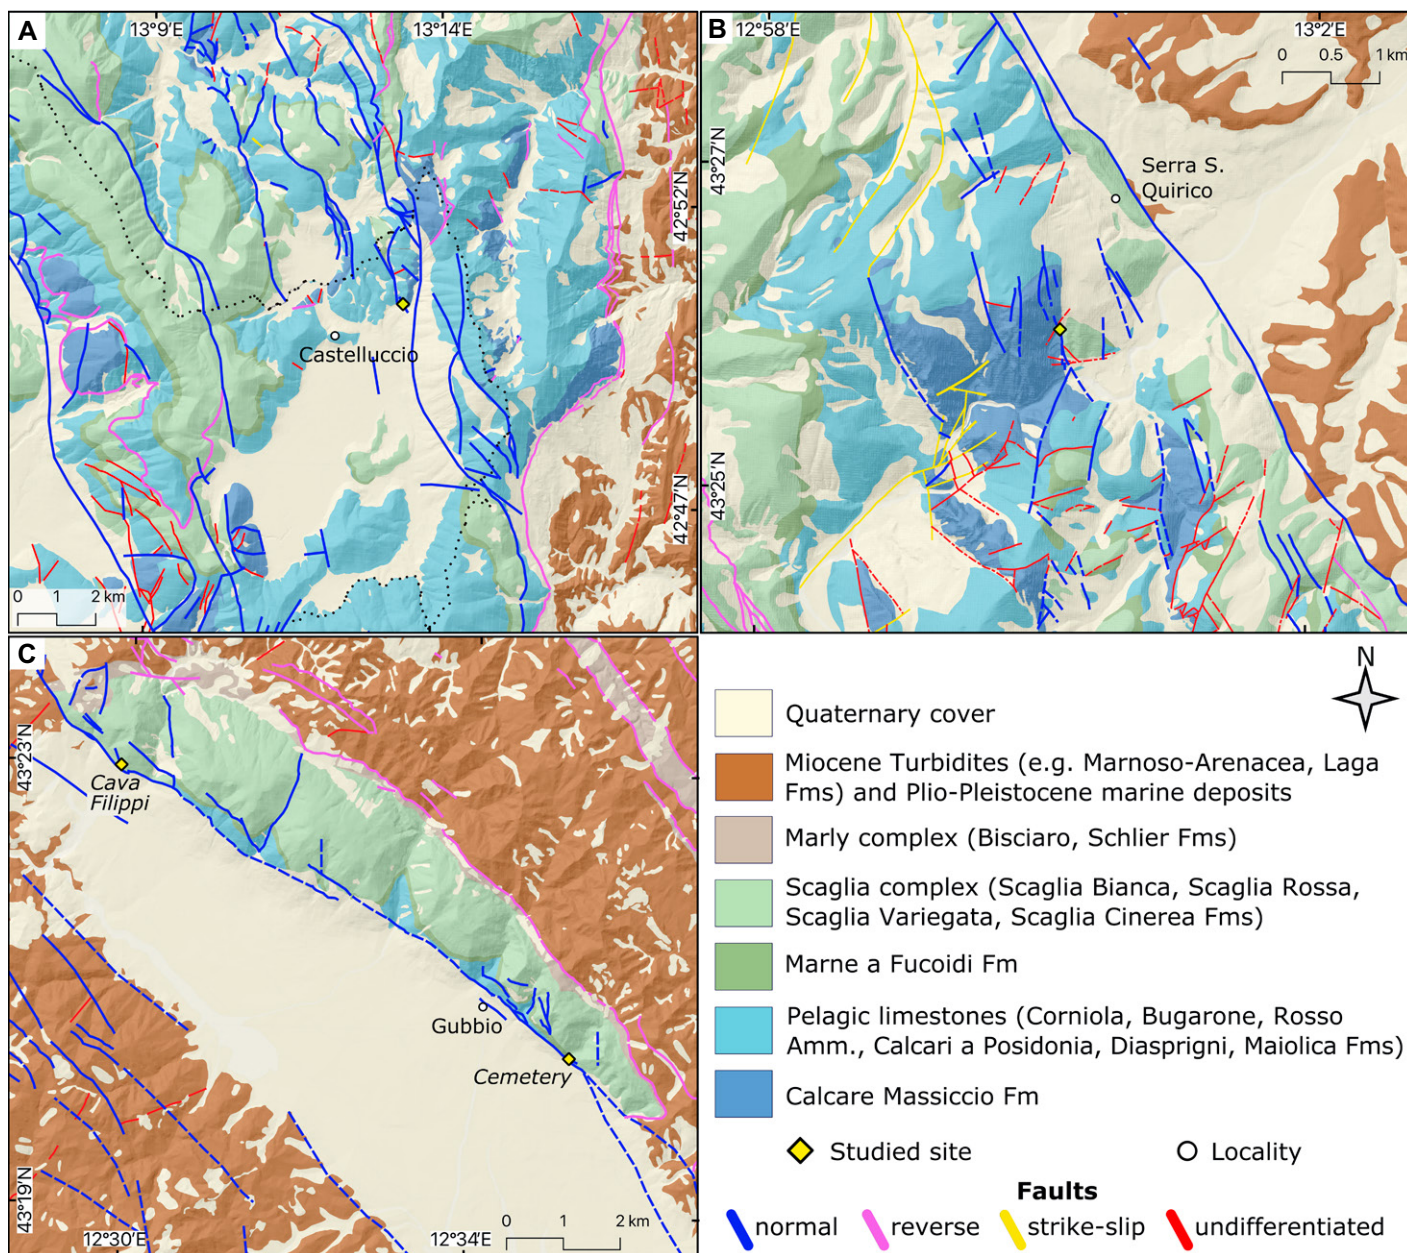 A
13°9′E
13°14′E
42°52′N
42°47′N
Castelluccio
0 1 2 km
B
12°58′E
13°2′E
0 0.5 1 km
43°27′N
43°25′N
Serra S.
Quirico
C
43°23′N
43°19′N
Cava
Filippi
Gubbio
Cemetery
12°30′E
12°34′E
0 1 2 km
N
Quaternary cover
Miocene Turbidites (e.g. Marnoso-Arenacea, Laga
Fms) and Plio-Pleistocene marine deposits
Marly complex (Bisciaro, Schlier Fms)
Scaglia complex (Scaglia Bianca, Scaglia Rossa,
Scaglia Variegata, Scaglia Cinerea Fms)
Marne a Fucoidi Fm
Pelagic limestones (Corniola, Bugarone, Rosso
Amm., Calcari a Posidonia, Diasprigni, Maiolica Fms)
Calcare Massiccio Fm
Studied site
Locality
Faults
normal
reverse
strike-slip
undifferentiated